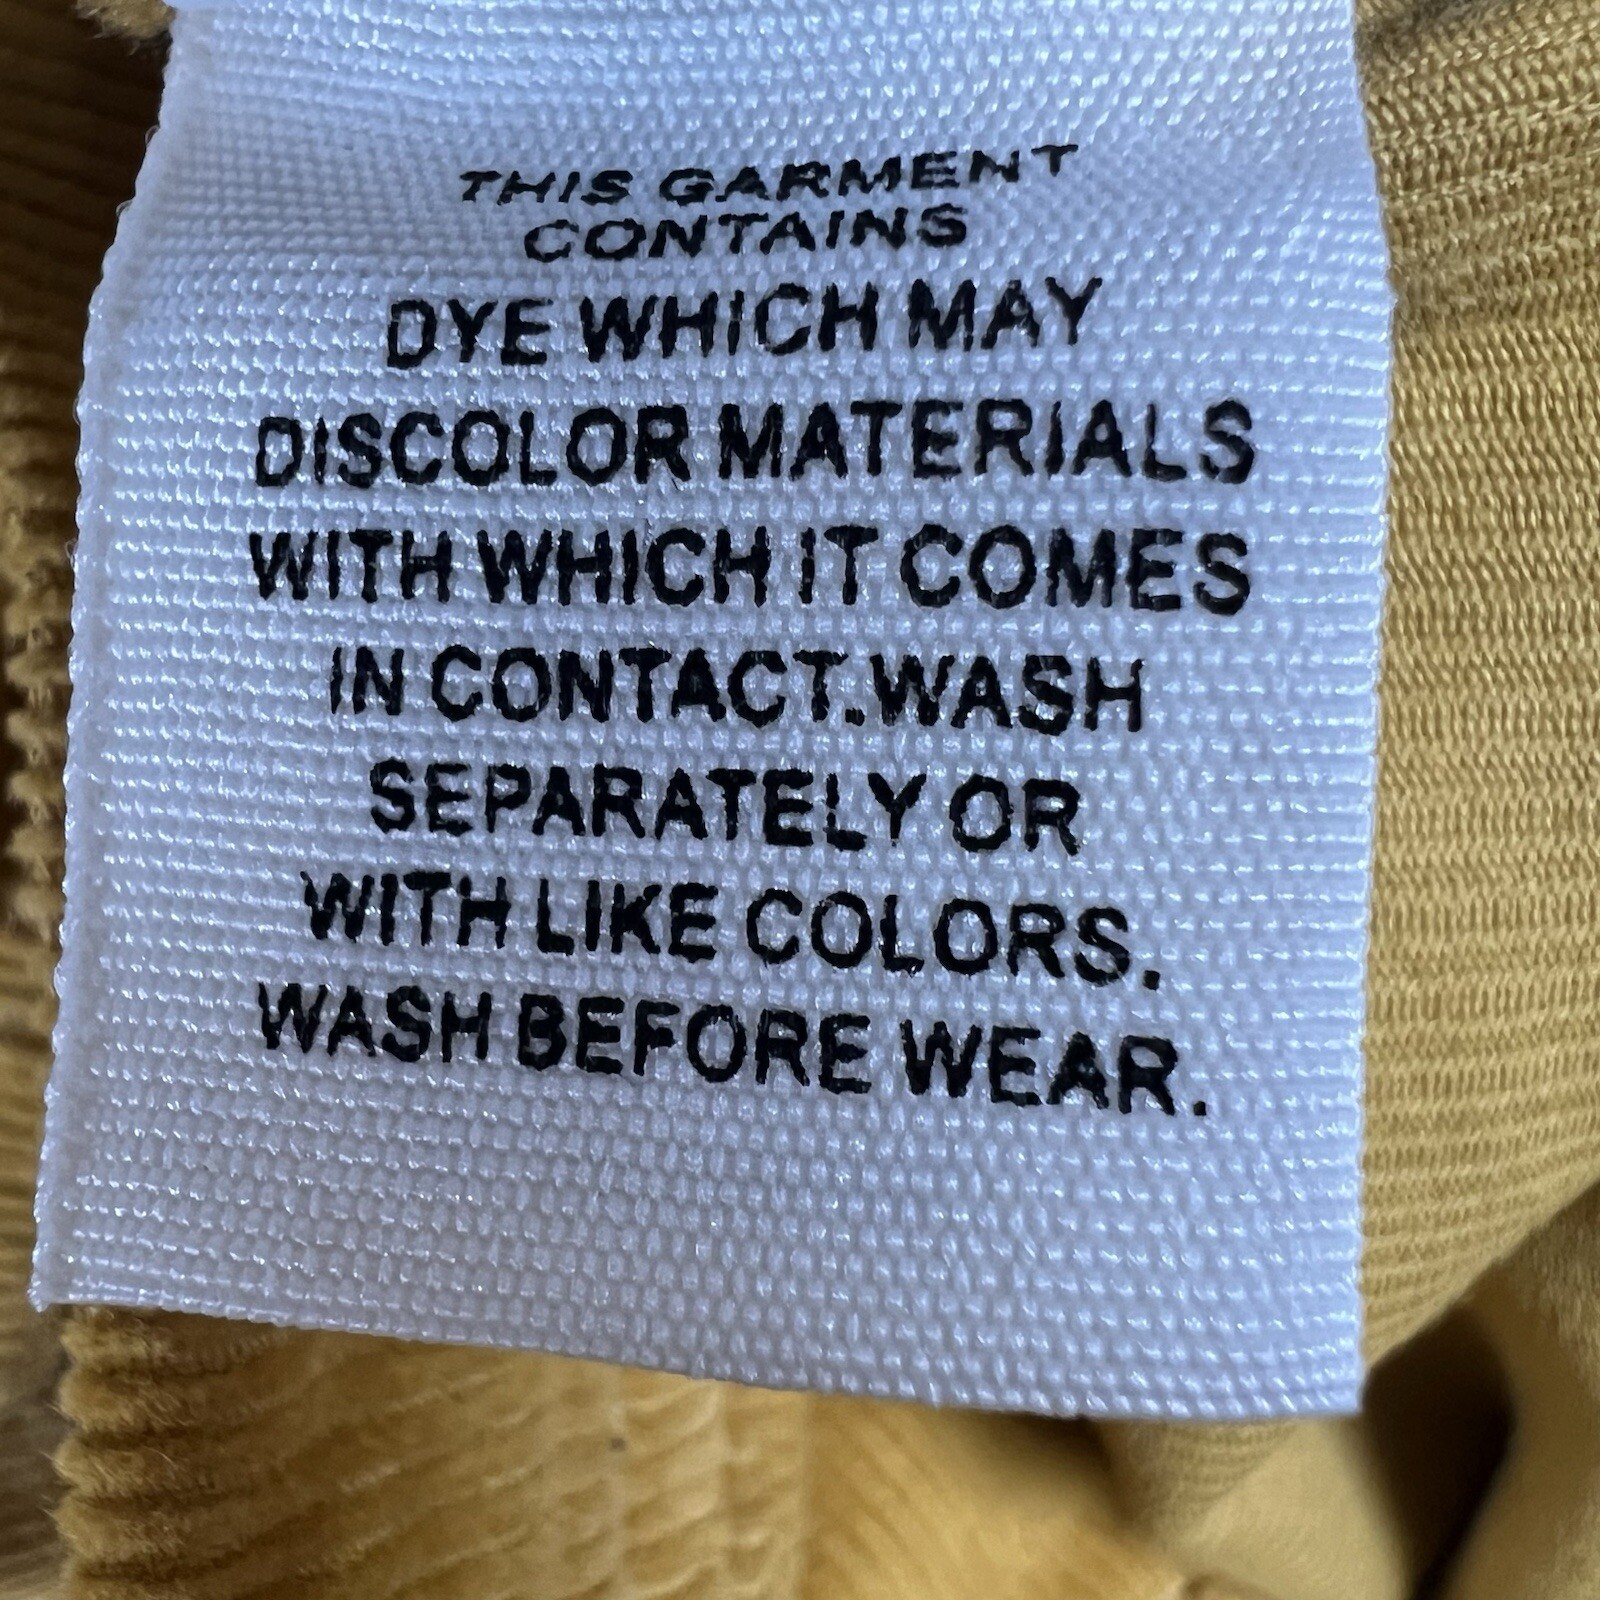 THIS GARMENT
CONTAINS
DYE WHICH MAY
DISCOLOR MATERIALS
WITH WHICH IT COMES
IN CONTACT.WASH
SEPARATELY OR
WITH LIKE COLORS.
WASH BEFORE WEAR.